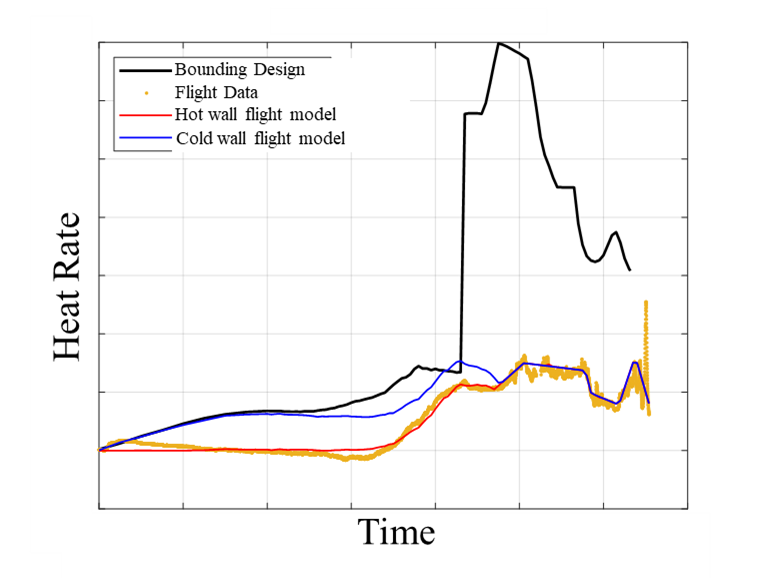 Bounding Design
Flight Data
Hot wall flight model
Cold wall flight model
Heat Rate
Time